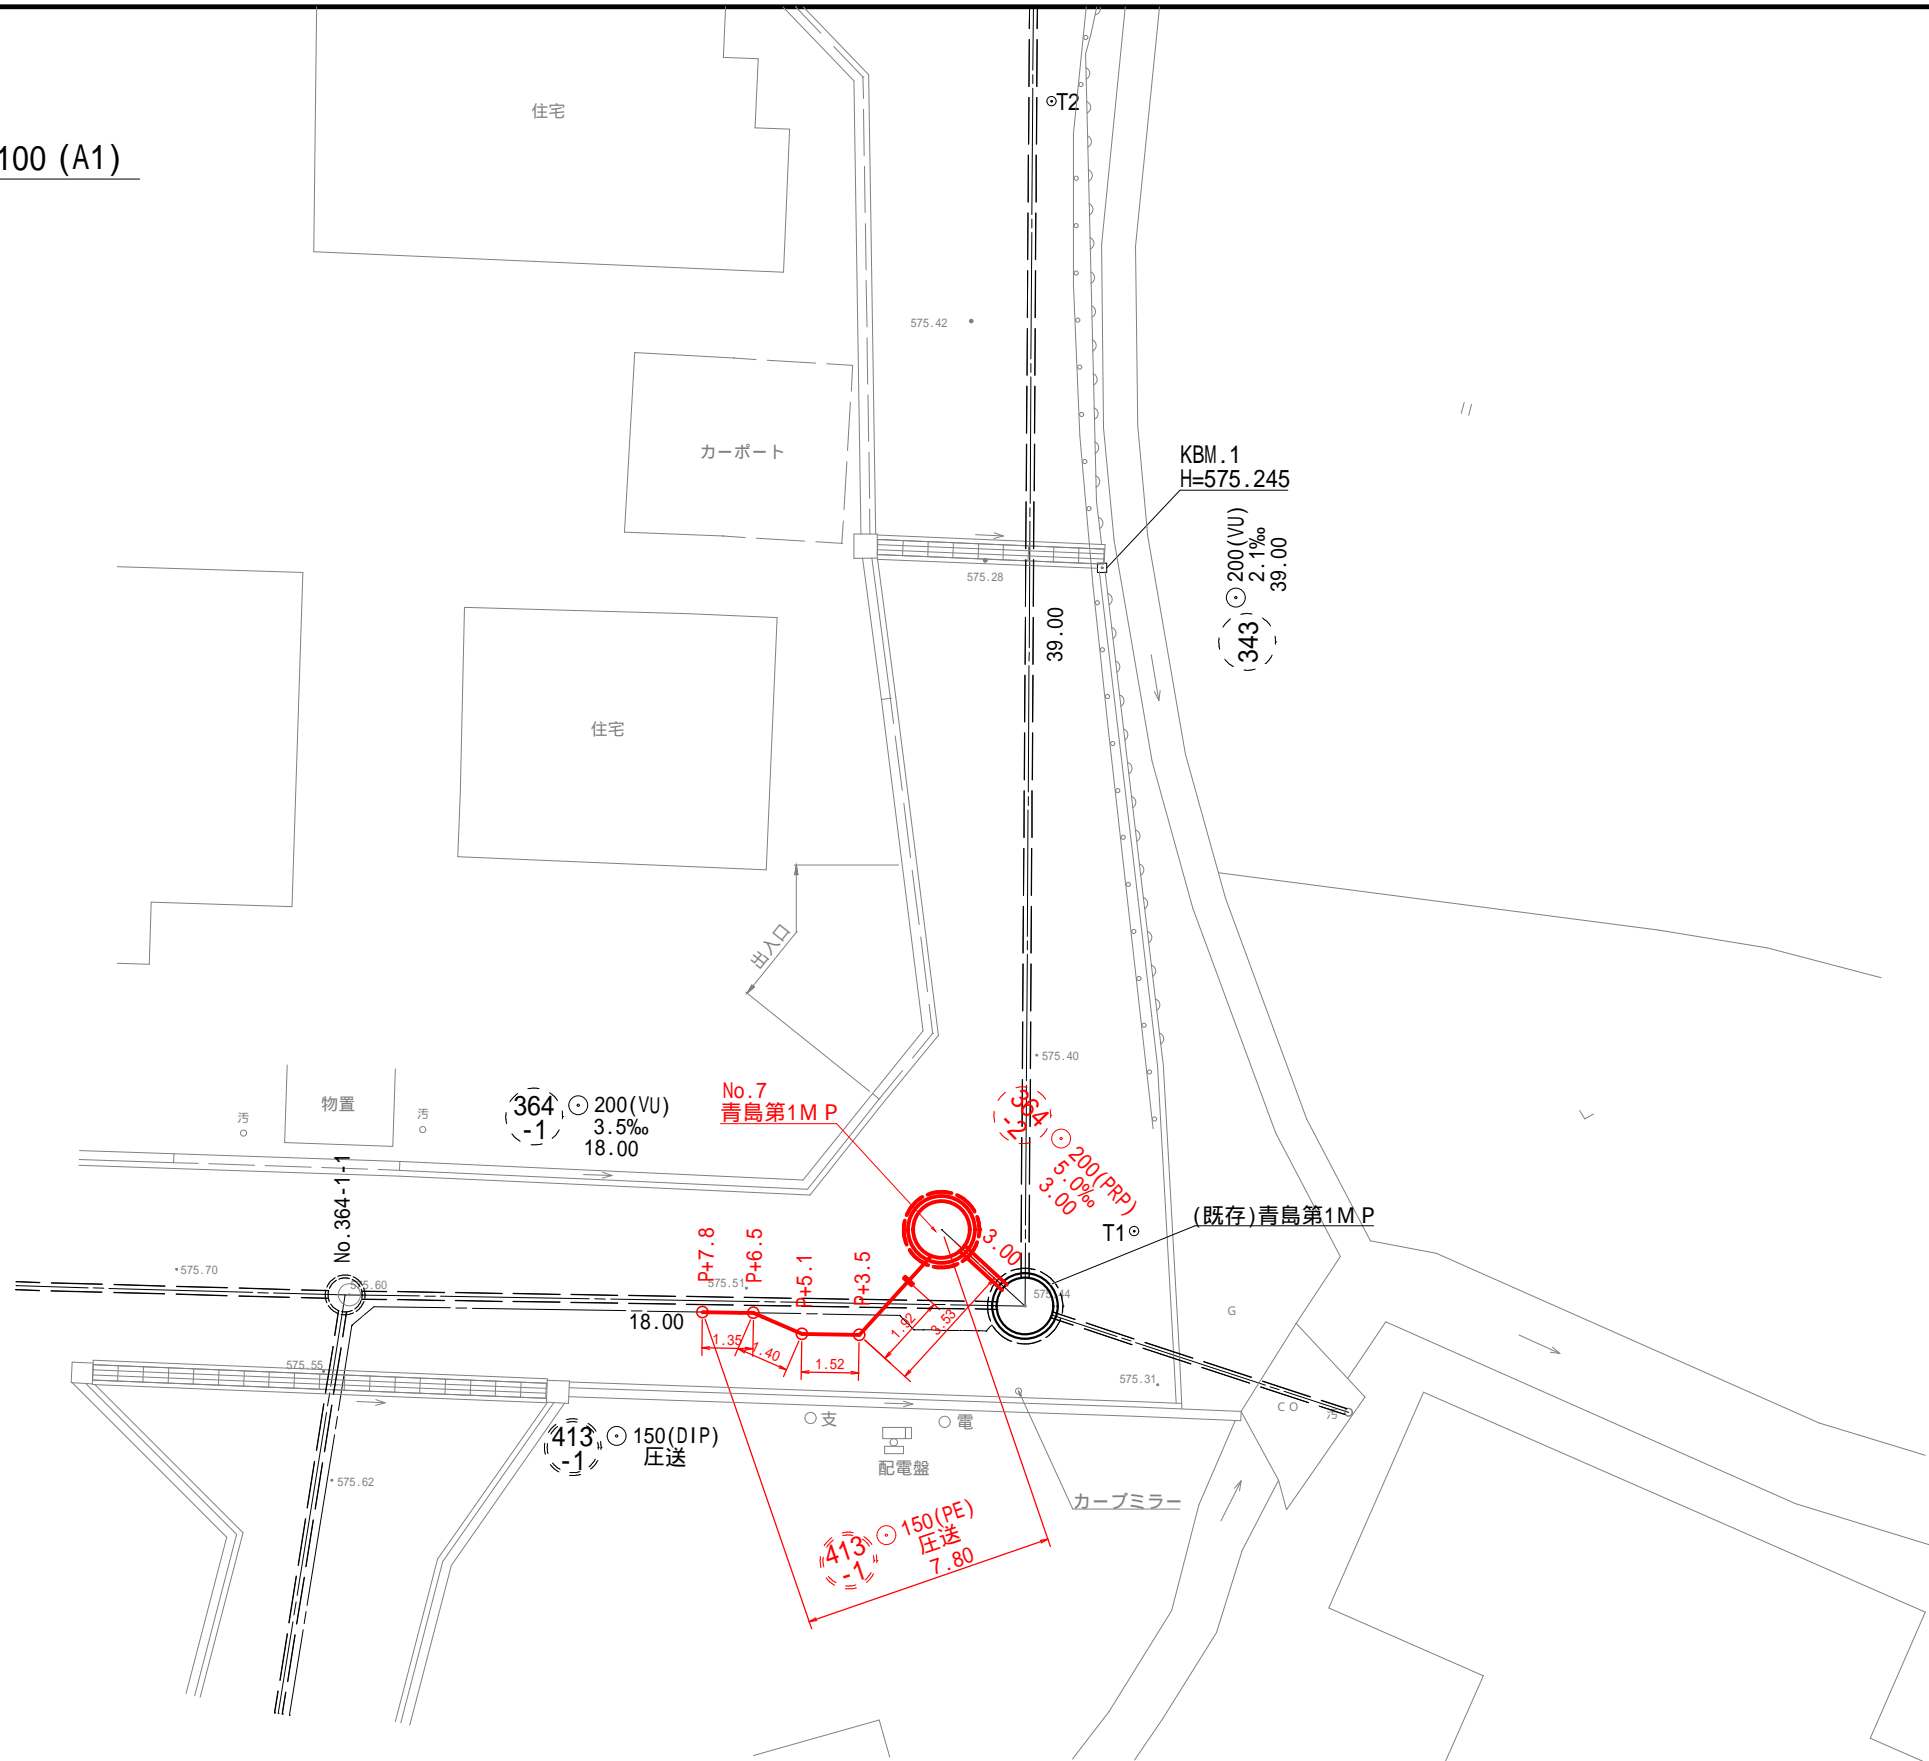 100 (A1)
住宅
T2
575.42
カーポート
KBM.1
H=575.245
200(VU)
2.1‰
39.00
343
575.28
39.00
住宅
出入口
575.40
物置
汚
汚
364
-1
200(VU)
3.5‰
18.00
No.7
青島第1MP
364
-2
200(PRP)
5.0‰
3.00
No.364-1-1
T1
(既存)青島第1MP
3.00
P+7.8
P+6.5
P+5.1
P+3.5
575.70
575.60
575.51
575.44
18.00
1.35
1.40
1.52
1.92
3.53
G
575.55
575.31
CO
汚
支
電
413
-1
150(DIP)
圧送
配電盤
575.62
カーブミラー
413
-1
150(PE)
圧送
7.80